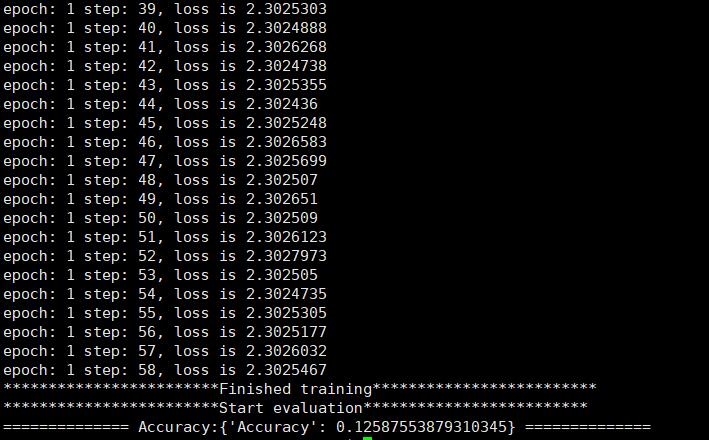 epoch: 1 step: 39, loss is 2.3025303
epoch: 1 step: 40, loss is 2.3024888
epoch: 1 step: 41, loss is 2.3026268
epoch: 1 step: 42, loss is 2.3024738
epoch: 1 step: 43, loss is 2.3025355
epoch: 1 step: 44, loss is 2.302436
epoch: 1 step: 45, loss is 2.3025248
epoch: 1 step: 46, loss is 2.3026583
epoch: 1 step: 47, loss is 2.3025699
epoch: 1 step: 48, loss is 2.302507
epoch: 1 step: 49, loss is 2.302651
epoch: 1 step: 50, loss is 2.302509
epoch: 1 step: 51, loss is 2.3026123
epoch: 1 step: 52, loss is 2.3027973
epoch: 1 step: 53, loss is 2.302505
epoch: 1 step: 54, loss is 2.3024735
epoch: 1 step: 55, loss is 2.3025305
epoch: 1 step: 56, loss is 2.3025177
epoch: 1 step: 57, loss is 2.3026032
epoch: 1 step: 58, loss is 2.3025467
************************Finished training*************************
************************Start evaluation*************************
============== Accuracy:{'Accuracy': 0.12587553879310345} ==============